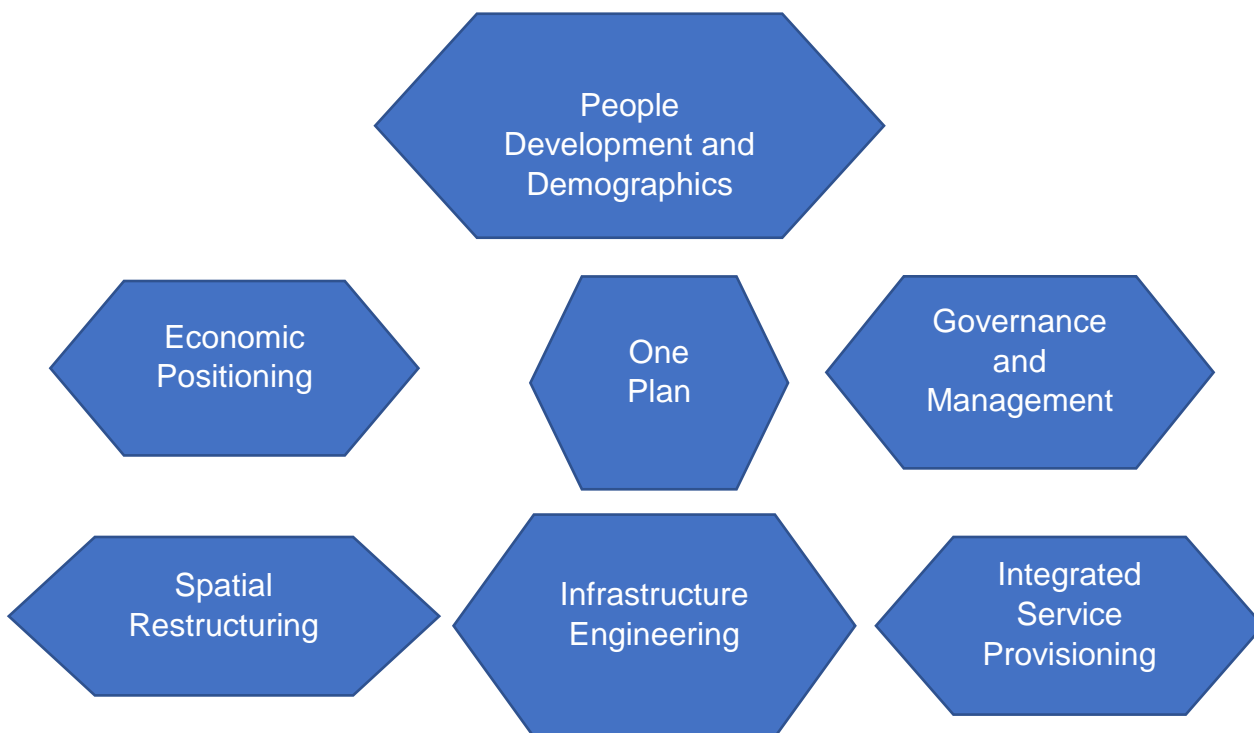 People
Development and
Demographics
Economic
Positioning
One
Plan
Governance
and
Management
Spatial
Restructuring
Infrastructure
Engineering
Integrated
Service
Provisioning